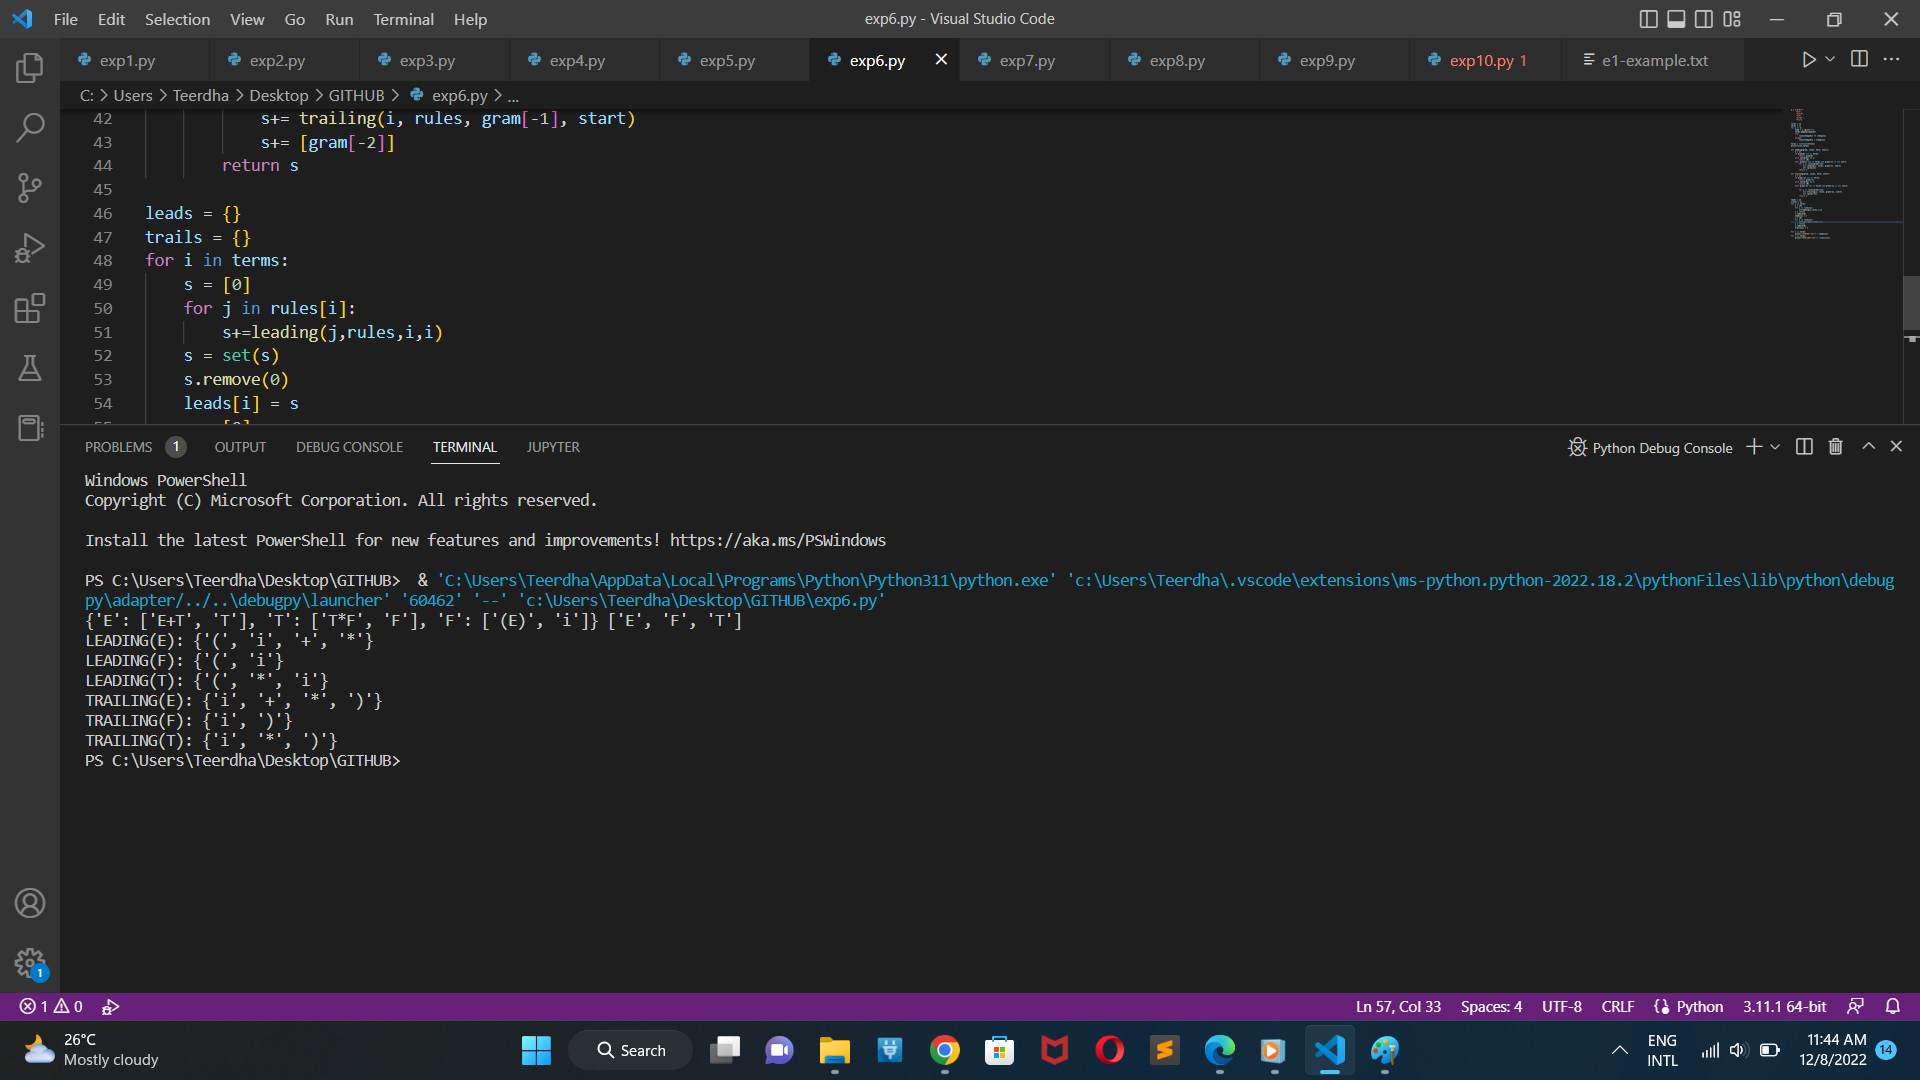 File Edit Selection View Go Run Terminal Help
exp6.py - Visual Studio Code
exp1.py exp2.py exp3.py exp4.py exp5.py exp6.py exp7.py exp8.py exp9.py exp10.py 1 e1-example.txt
C: > Users > Teerdha > Desktop > GITHUB > exp6.py > ...
42 s+= trailing(i, rules, gram[-1], start)
43 s+= [gram[-2]]
44 return s
45
46 leads = {}
47 trails = {}
48 for i in terms:
49 s = [0]
50 for j in rules[i]:
51 s+=leading(j,rules,i,i)
52 s = set(s)
53 s.remove(0)
54 leads[i] = s
PROBLEMS 1 OUTPUT DEBUG CONSOLE TERMINAL JUPYTER
Python Debug Console
Windows PowerShell
Copyright (C) Microsoft Corporation. All rights reserved.
Install the latest PowerShell for new features and improvements! https://aka.ms/PSWindows
PS C:\Users\Teerdha\Desktop\GITHUB>  & 'C:\Users\Teerdha\AppData\Local\Programs\Python\Python311\python.exe' 'c:\Users\Teerdha\.vscode\extensions\ms-python.python-2022.18.2\pythonFiles\lib\python\debug
py\adapter/../..\debugpy\launcher' '60462' '--' 'c:\Users\Teerdha\Desktop\GITHUB\exp6.py'
{'E': ['E+T', 'T'], 'T': ['T*F', 'F'], 'F': ['(E)', 'i']} ['E', 'F', 'T']
LEADING(E): {'(', 'i', '+', '*'}
LEADING(F): {'(', 'i'}
LEADING(T): {'(', '*', 'i'}
TRAILING(E): {'i', '+', '*', ')'}
TRAILING(F): {'i', ')'}
TRAILING(T): {'i', '*', ')'}
PS C:\Users\Teerdha\Desktop\GITHUB>
1
1 0
Ln 57, Col 33 Spaces: 4 UTF-8 CRLF Python 3.11.1 64-bit
26°C
Mostly cloudy
Search
ENG
INTL
11:44 AM
12/8/2022
14